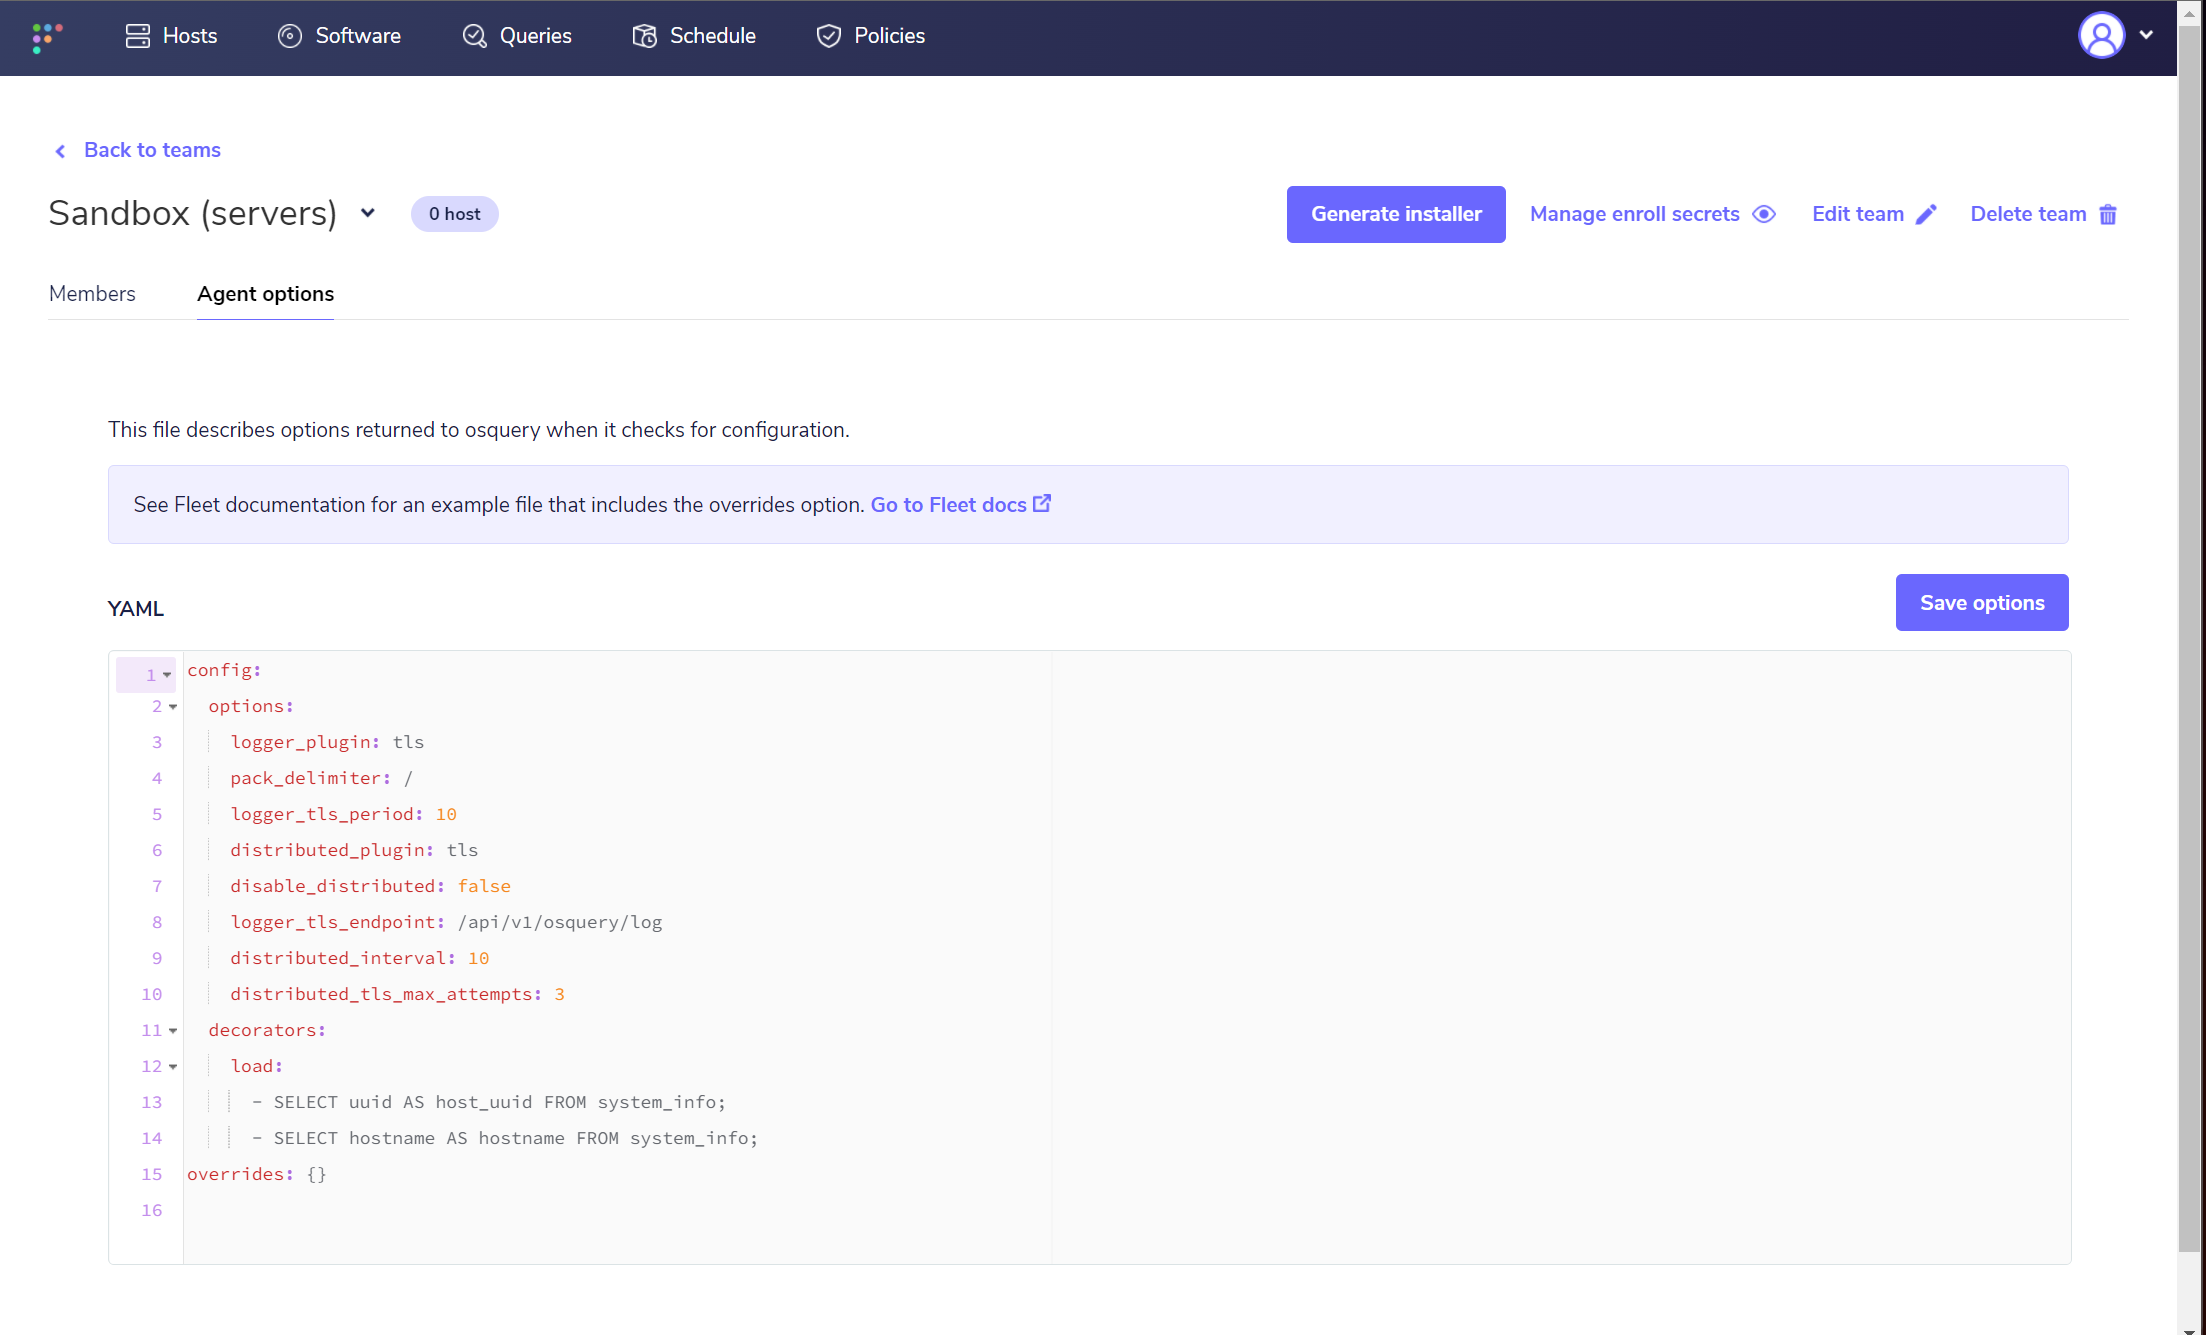 Hosts Software Queries Schedule Policies
Back to teams
Sandbox (servers) 0 host Generate installer Manage enroll secrets Edit team Delete team
Members Agent options
This file describes options returned to osquery when it checks for configuration.
See Fleet documentation for an example file that includes the overrides option. Go to Fleet docs
YAML Save options
1 config:
2 options:
3 logger_plugin: tls
4 pack_delimiter: /
5 logger_tls_period: 10
6 distributed_plugin: tls
7 disable_distributed: false
8 logger_tls_endpoint: /api/v1/osquery/log
9 distributed_interval: 10
10 distributed_tls_max_attempts: 3
11 decorators:
12 load:
13 - SELECT uuid AS host_uuid FROM system_info;
14 - SELECT hostname AS hostname FROM system_info;
15 overrides: {}
16